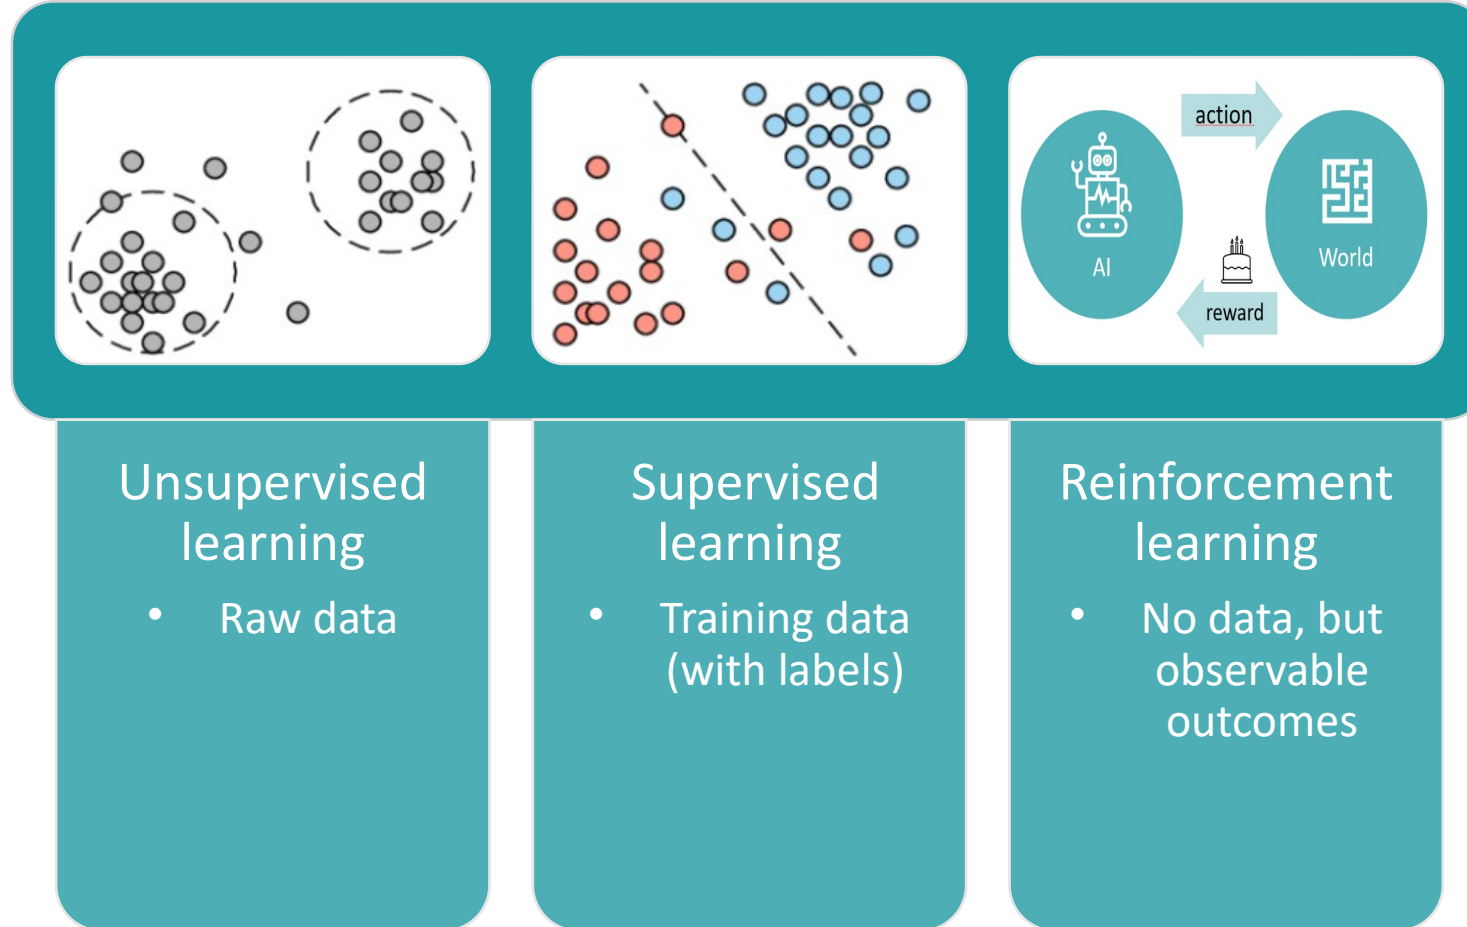 action
AI
World
reward
Unsupervised
learning
• Raw data
Supervised
learning
• Training data
(with labels)
Reinforcement
learning
• No data, but
observable
outcomes